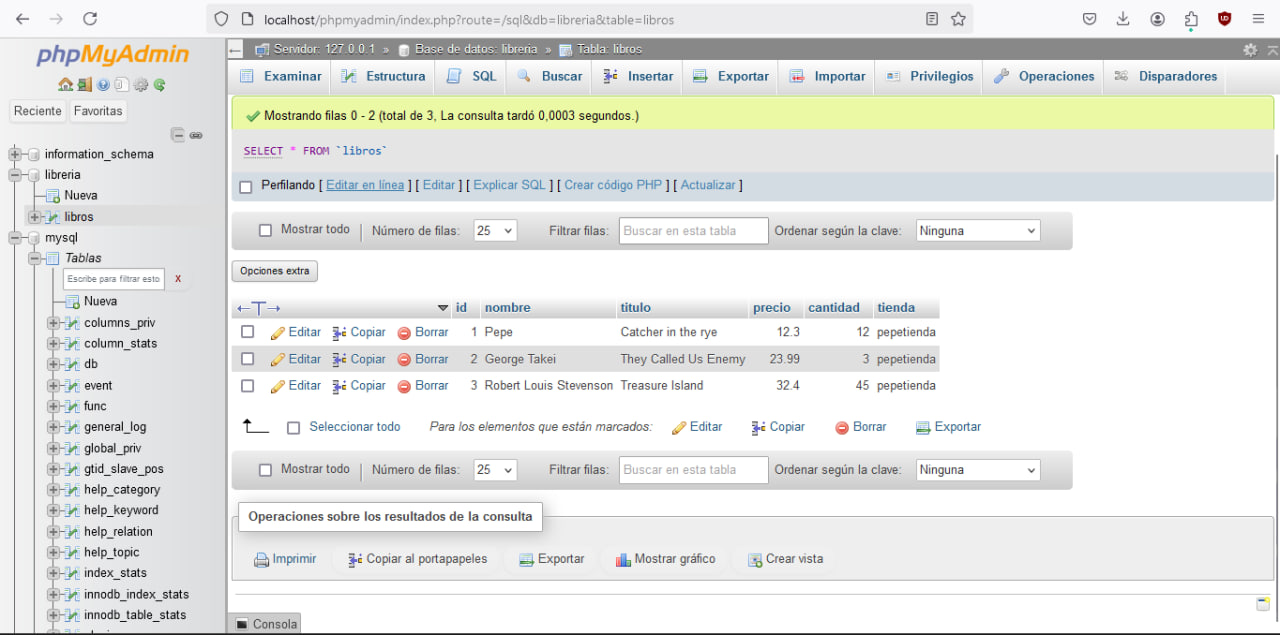 localhost/phpmyadmin/index.php?route=/sql&db=libreria&table=libros
phpMyAdmin
Reciente Favoritas
information_schema
libreria
Nueva
libros
mysql
Tablas
Escribe para filtrar esto X
Nueva
columns_priv
column_stats
db
event
func
general_log
global_priv
gtid_slave_pos
help_category
help_keyword
help_relation
help_topic
index_stats
innodb_index_stats
innodb_table_stats
Servidor: 127.0.0.1 » Base de datos: libreria » Tabla: libros
Examinar Estructura SQL Buscar Insertar Exportar Importar Privilegios Operaciones Disparadores
Mostrando filas 0 - 2 (total de 3, La consulta tardó 0,0003 segundos.)
SELECT * FROM `libros`
Perfilando [ Editar en línea ] [ Editar ] [ Explicar SQL ] [ Crear código PHP ] [ Actualizar ]
Mostrar todo | Número de filas: 25 Filtrar filas: Buscar en esta tabla Ordenar según la clave: Ninguna
Opciones extra
←T→ id nombre titulo precio cantidad tienda
Editar Copiar Borrar 1 Pepe Catcher in the rye 12.3 12 pepetienda
Editar Copiar Borrar 2 George Takei They Called Us Enemy 23.99 3 pepetienda
Editar Copiar Borrar 3 Robert Louis Stevenson Treasure Island 32.4 45 pepetienda
Seleccionar todo Para los elementos que están marcados: Editar Copiar Borrar Exportar
Mostrar todo | Número de filas: 25 Filtrar filas: Buscar en esta tabla Ordenar según la clave: Ninguna
Operaciones sobre los resultados de la consulta
Imprimir Copiar al portapapeles Exportar Mostrar gráfico Crear vista
Consola